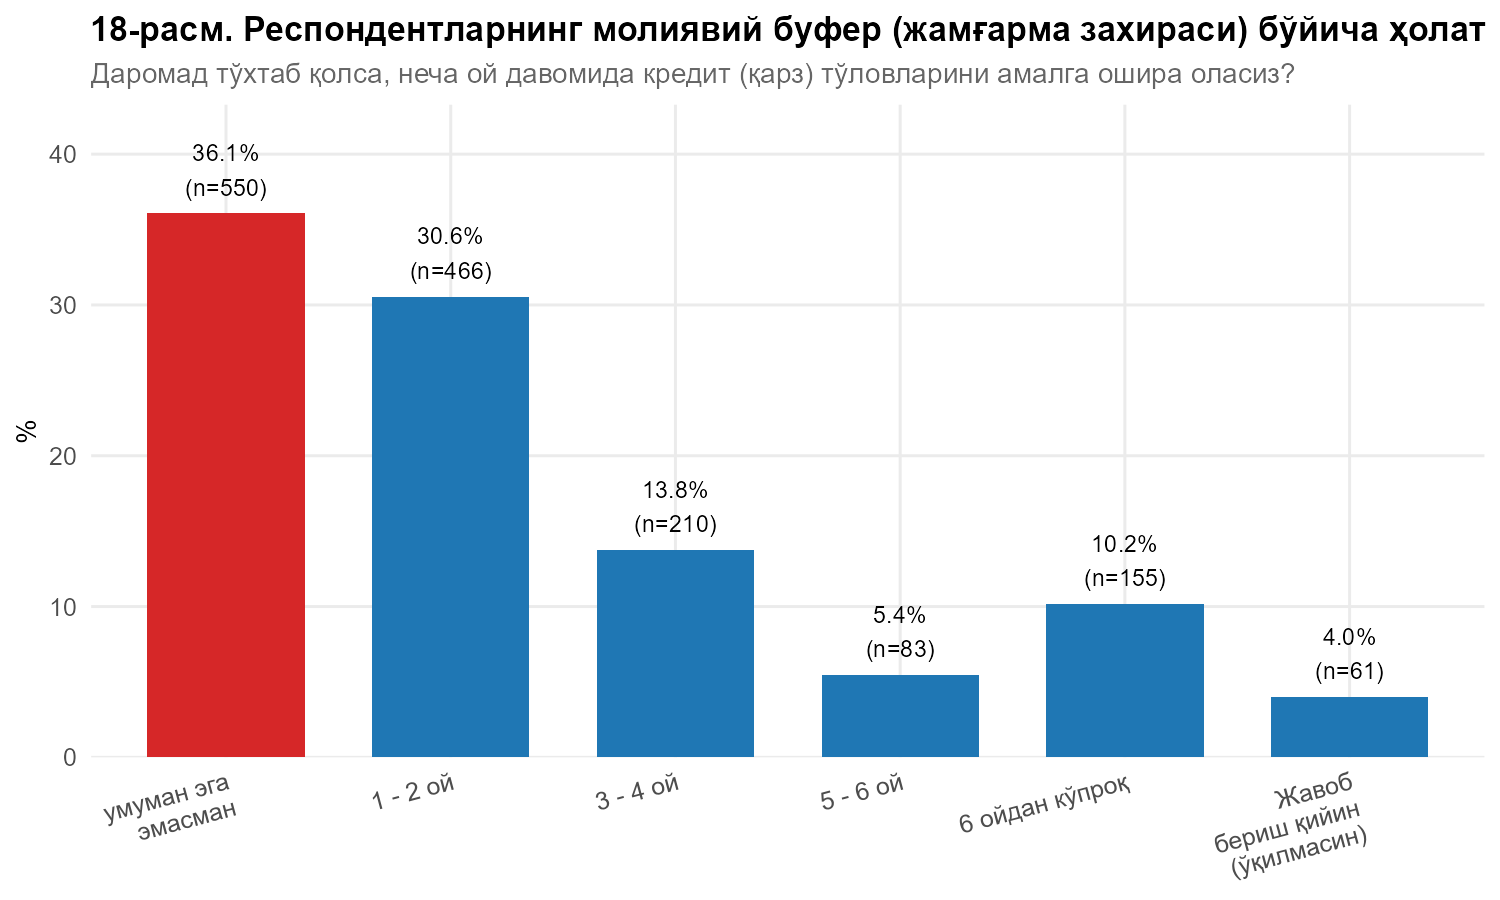 18-расм. Респондентларнинг молиявий буфер (жамғарма захираси) бўйича ҳолат
Даромад тўхтаб қолса, неча ой давомида кредит (қарз) тўловларини амалга ошира оласиз?
%
40
30
20
10
0
36.1%
(n=550)
30.6%
(n=466)
13.8%
(n=210)
5.4%
(n=83)
10.2%
(n=155)
4.0%
(n=61)
умуман эга
эмасман
1 - 2 ой
3 - 4 ой
5 - 6 ой
6 ойдан кўпроқ
Жавоб
бериш қийин
(ўқилмасин)